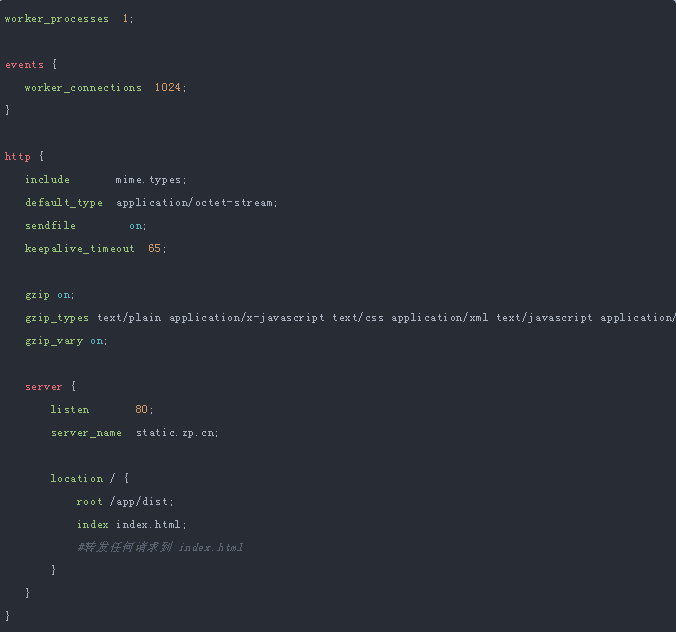 worker_processes  1;
events {
worker_connections  1024;
}
http {
include       mime.types;
default_type  application/octet-stream;
sendfile        on;
keepalive_timeout  65;
gzip on;
gzip_types text/plain application/x-javascript text/css application/xml text/javascript application/
gzip_vary on;
server {
listen       80;
server_name  static.zp.cn;
location / {
root /app/dist;
index index.html;
#转发任何请求到 index.html
}
}
}